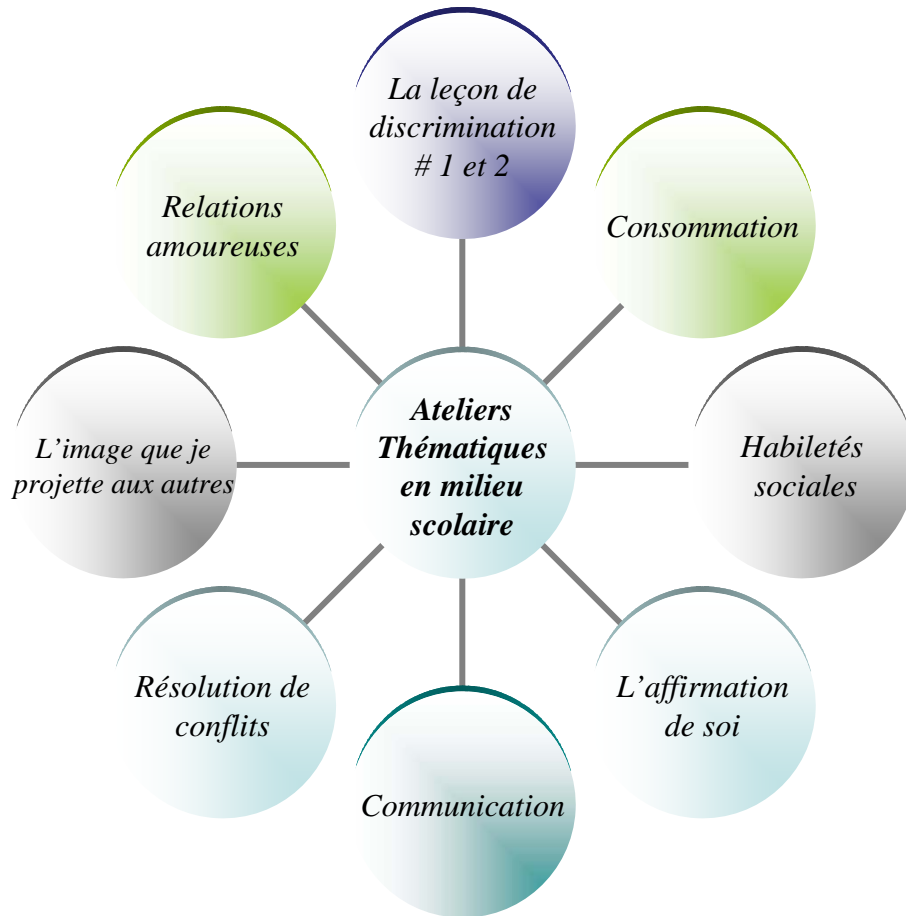 La leçon de
discrimination
# 1 et 2
Relations
amoureuses
Consommation
L'image que je
projette aux autres
Ateliers
Thématiques
en milieu
scolaire
Habiletés
sociales
Résolution de
conflits
L'affirmation
de soi
Communication